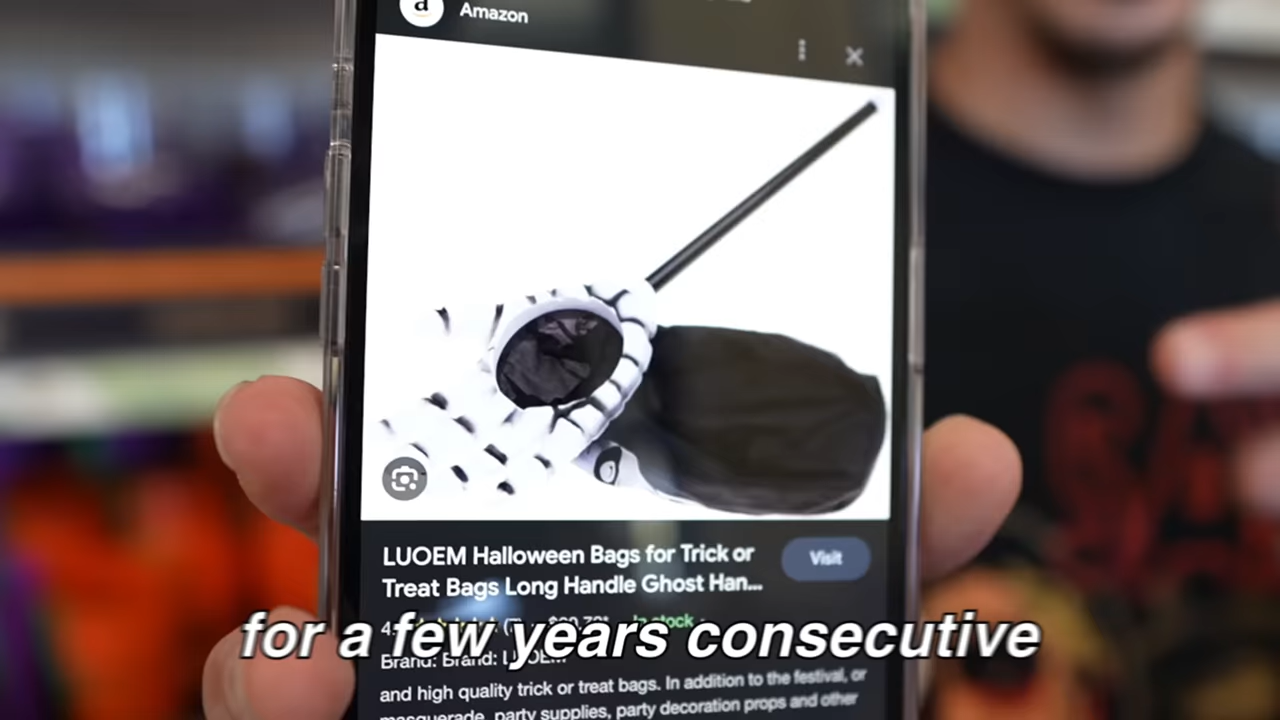 a Amazon
LUOEM Halloween Bags for Trick or
Treat Bags Long Handle Ghost Han...
Visit
In stock
for a few years consecutive
Brand: Brand: LUOEM
and high quality trick or treat bags. In addition to the festival, or
masquerade, party supplies, party decoration props and other